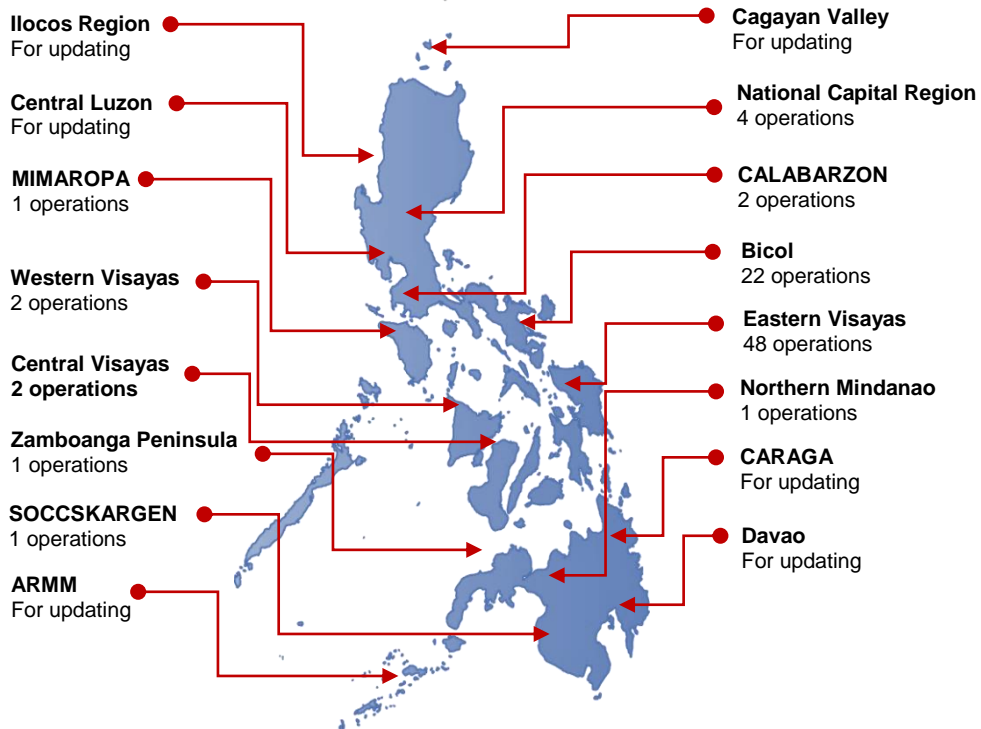 Ilocos Region
For updating
Central Luzon
For updating
MIMAROPA
1 operations
Western Visayas
2 operations
Central Visayas
2 operations
Zamboanga Peninsula
1 operations
SOCCSKARGEN
1 operations
ARMM
For updating
Cagayan Valley
For updating
National Capital Region
4 operations
CALABARZON
2 operations
Bicol
22 operations
Eastern Visayas
48 operations
Northern Mindanao
1 operations
CARAGA
For updating
Davao
For updating